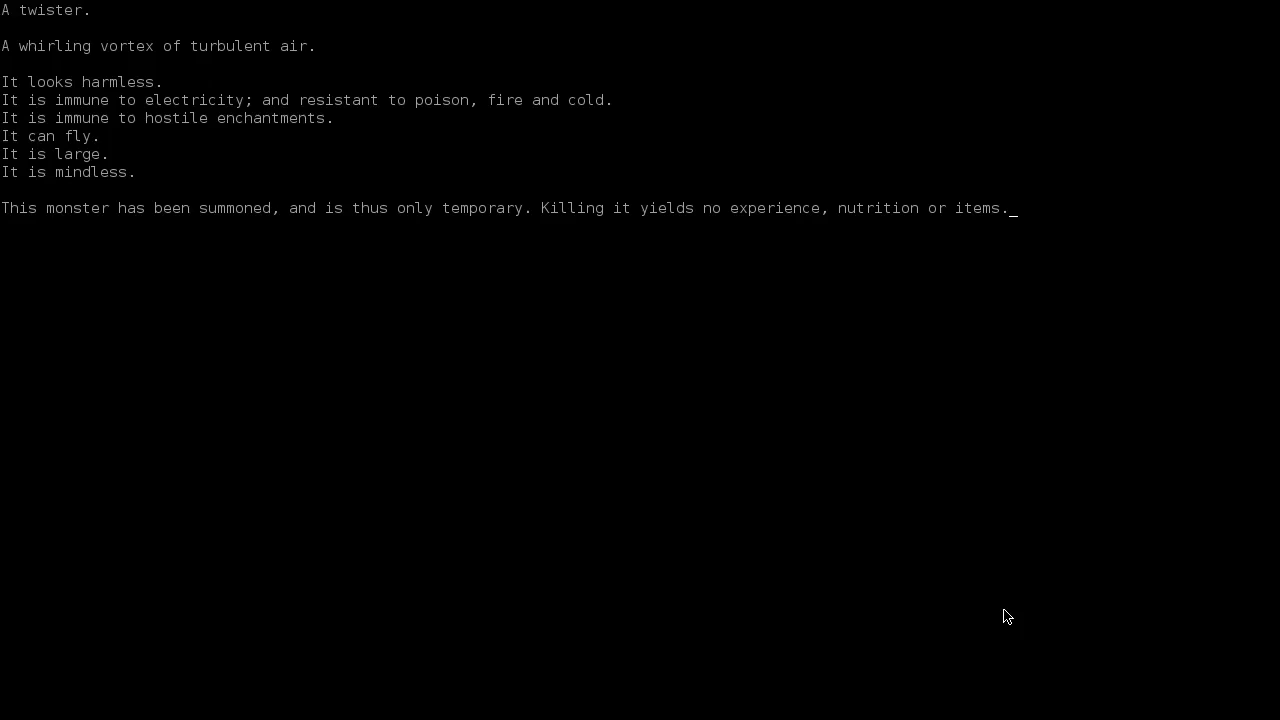 A twister.
A whirling vortex of turbulent air.
It looks harmless.
It is immune to electricity; and resistant to poison, fire and cold.
It is immune to hostile enchantments.
It can fly.
It is large.
It is mindless.
This monster has been summoned, and is thus only temporary. Killing it yields no experience, nutrition or items._